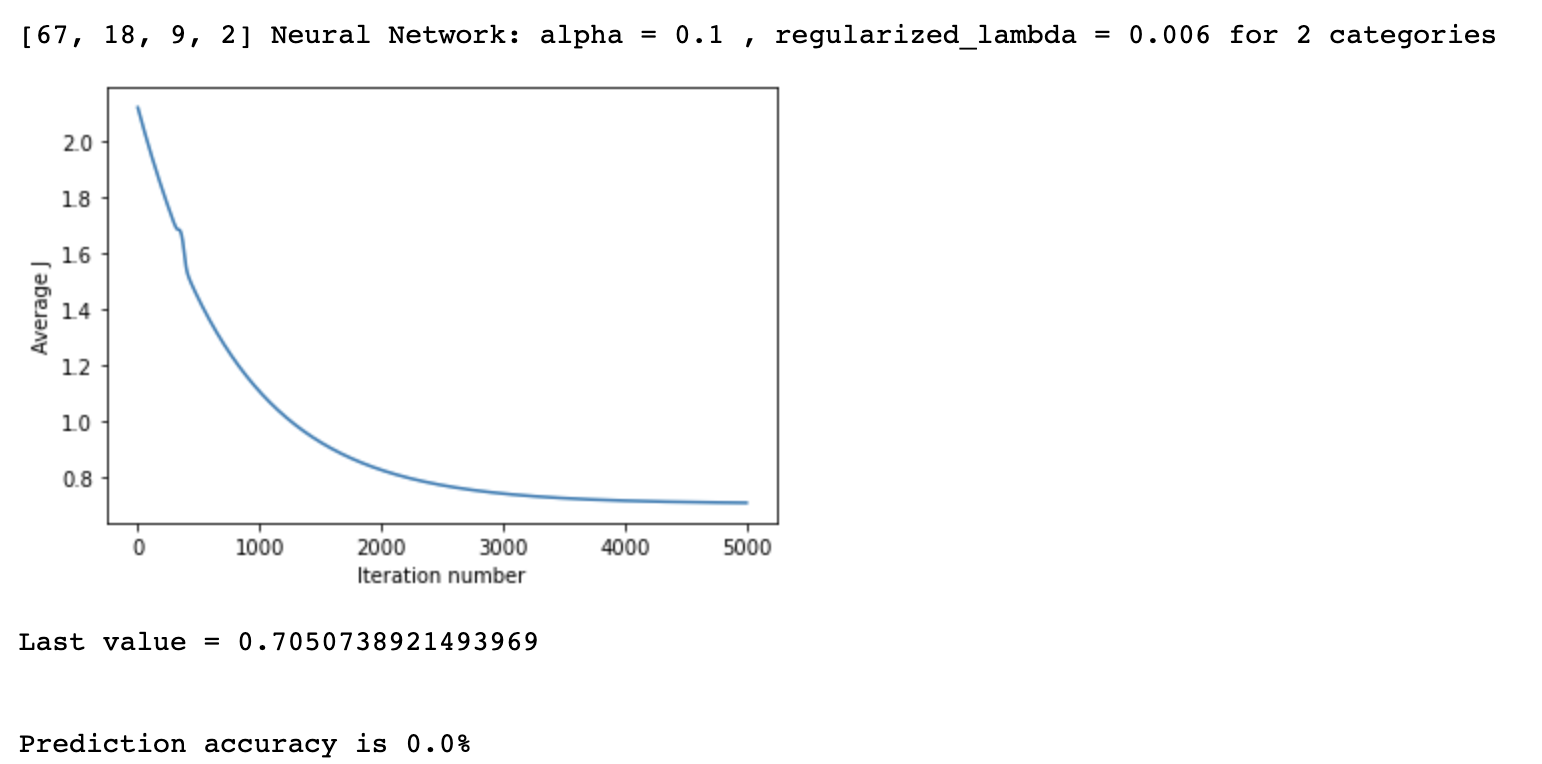 [67, 18, 9, 2] Neural Network: alpha = 0.1 , regularized_lambda = 0.006 for 2 categories
2.0
1.8
1.6
1.4
1.2
1.0
0.8
Average J
0 1000 2000 3000 4000 5000
Iteration number
Last value = 0.7050738921493969
Prediction accuracy is 0.0%